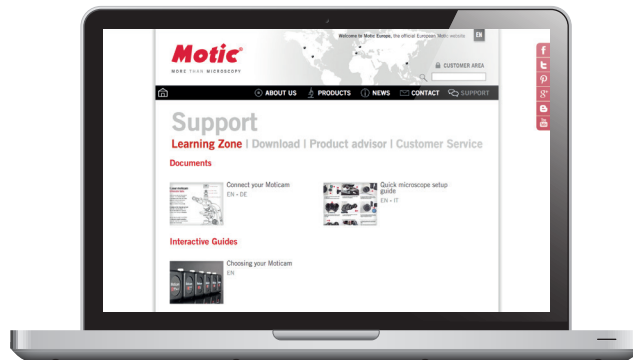 Welcome to Motic Europe, the official European Motic website
EN
Motic®
MORE THAN MICROSCOPY
CUSTOMER AREA
ABOUT US PRODUCTS NEWS CONTACT SUPPORT
Support
Learning Zone | Download | Product advisor | Customer Service
Documents
Connect your Moticam
EN - DE
Quick microscope setup
guide
EN - IT
Interactive Guides
Choosing your Moticam
EN